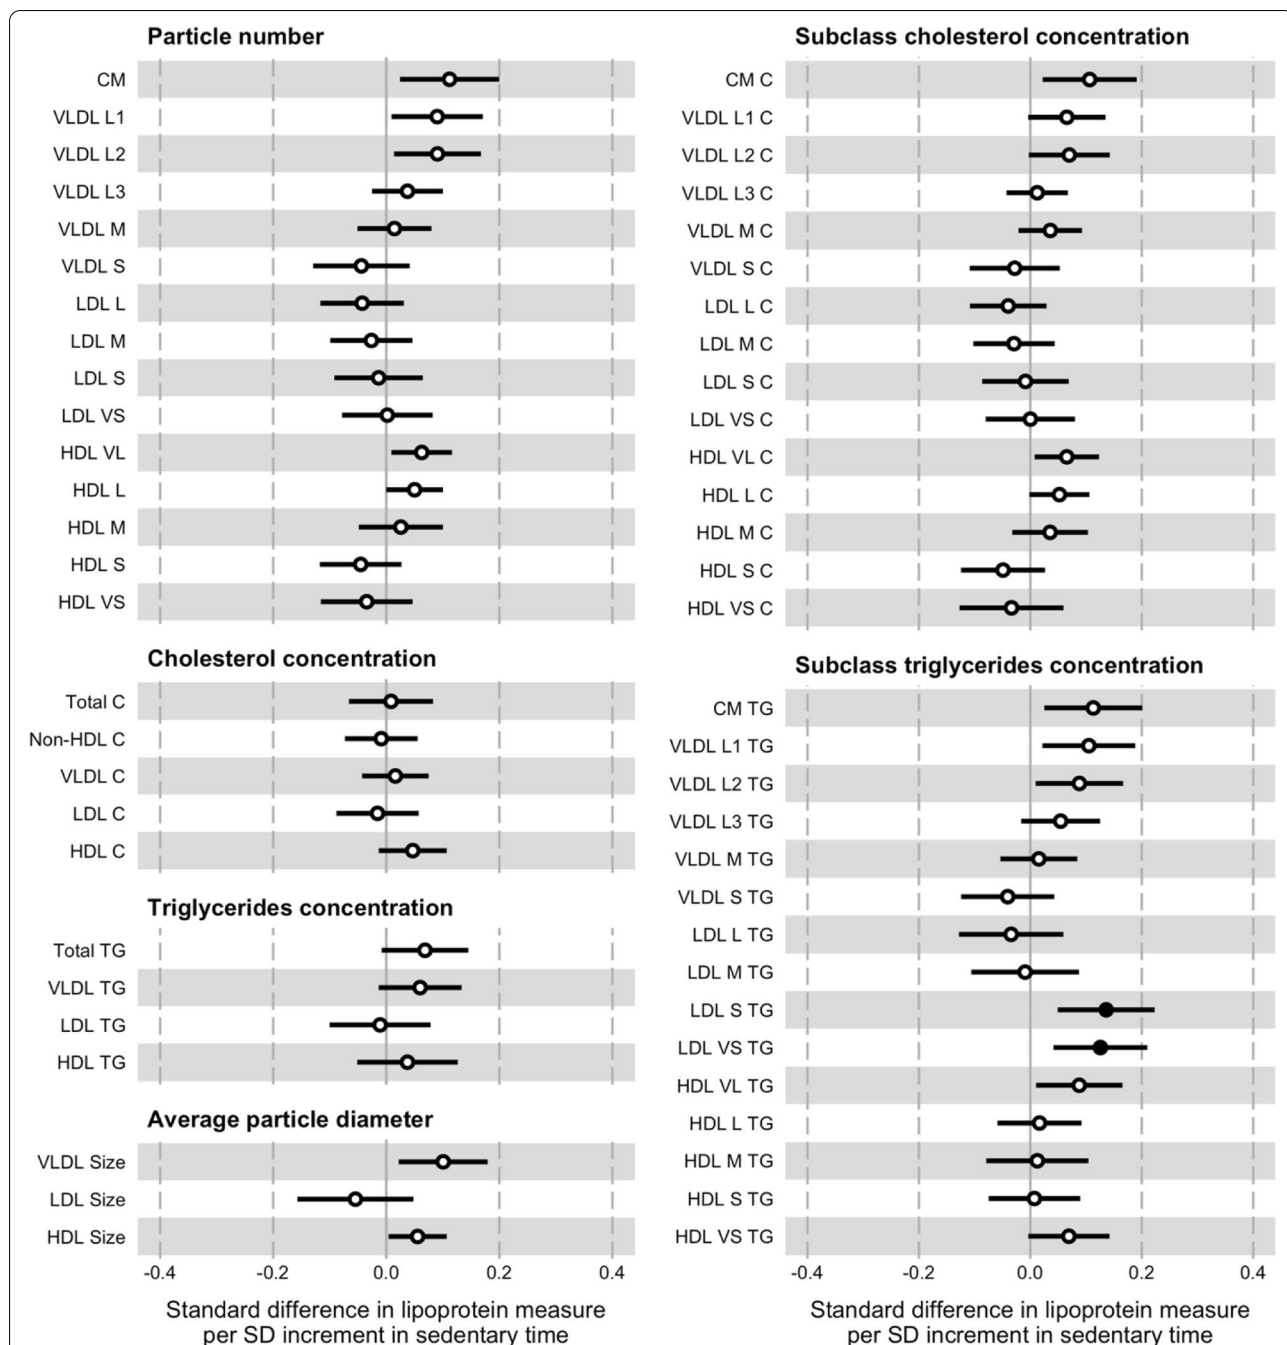 Particle number
CM
VLDL L1
VLDL L2
VLDL L3
VLDL M
VLDL S
LDL L
LDL M
LDL S
LDL VS
HDL VL
HDL L
HDL M
HDL S
HDL VS
Cholesterol concentration
Total C
Non-HDL C
VLDL C
LDL C
HDL C
Triglycerides concentration
Total TG
VLDL TG
LDL TG
HDL TG
Average particle diameter
VLDL Size
LDL Size
HDL Size
-0.4 -0.2 0.0 0.2 0.4
Standard difference in lipoprotein measure
per SD increment in sedentary time
Subclass cholesterol concentration
CM C
VLDL L1 C
VLDL L2 C
VLDL L3 C
VLDL M C
VLDL S C
LDL L C
LDL M C
LDL S C
LDL VS C
HDL VL C
HDL L C
HDL M C
HDL S C
HDL VS C
Subclass triglycerides concentration
CM TG
VLDL L1 TG
VLDL L2 TG
VLDL L3 TG
VLDL M TG
VLDL S TG
LDL L TG
LDL M TG
LDL S TG
LDL VS TG
HDL VL TG
HDL L TG
HDL M TG
HDL S TG
HDL VS TG
-0.4 -0.2 0.0 0.2 0.4
Standard difference in lipoprotein measure
per SD increment in sedentary time